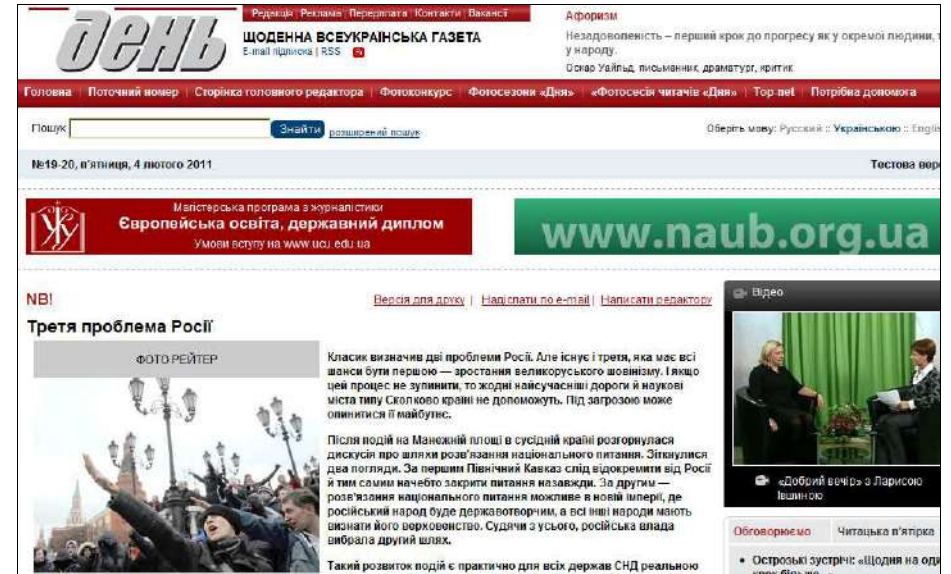 день
Редакція | Реклама | Передплата | Контакти | Вакансії
ЩОДЕННА ВСЕУКРАЇНСЬКА ГАЗЕТА
E-mail підписка | RSS
Афоризм
Незадоволеність – перший крок до прогресу як у окремої людини,
у народу.
Оскар Уайльд, письменник, драматург, критик
Головна | Поточний номер | Сторінка головного редактора | Фотоконкурс | Фотосезони «Дня» | «Фотосесія читачів «Дня» | Top net | Потрібна допомога
Пошук
Знайти
розширений пошук
Оберіть мову: Русский :: Українською :: Englis
№19-20, п'ятниця, 4 лютого 2011
Тестова вер
Магістерська програма з журналістики
Європейська освіта, державний диплом
Умови вступу на www.ucu.edu.ua
www.naub.org.ua
NB!
Версія для друку | Надіслати по e-mail | Написати редактору
Третя проблема Росії
ФОТО РЕЙТЕР
Класик визначив дві проблеми Росії. Але існує і третя, яка має всі
шанси бути першою — зростання великоруського шовінізму. І якщо
цей процес не зупинити, то жодні найсучасніші дороги й наукові
міста типу Сколково країні не допоможуть. Під загрозою може
опинитися її майбутнє.
Після подій на Манежній площі в сусідній країні розгорнулася
дискусія про шляхи розв'язання національного питання. Зіткнулися
два погляди. За першим Північний Кавказ слід відокремити від Росії
й тим самим начебто закрити питання назавжди. За другим —
розв'язання національного питання можливе в новій імперії, де
російський народ буде державотворчим, а всі інші народи мають
визнати його верховенство. Судячи з усього, російська влада
вибрала другий шлях.
Такий розвиток подій є практично для всіх держав СНД реальною
Відео
«Добрий вечір» з Ларисою
Івшиною
Обговорюємо
Читацька п'ятірка
• Острозькі зустрічі: «Щодня на оди
крок більше